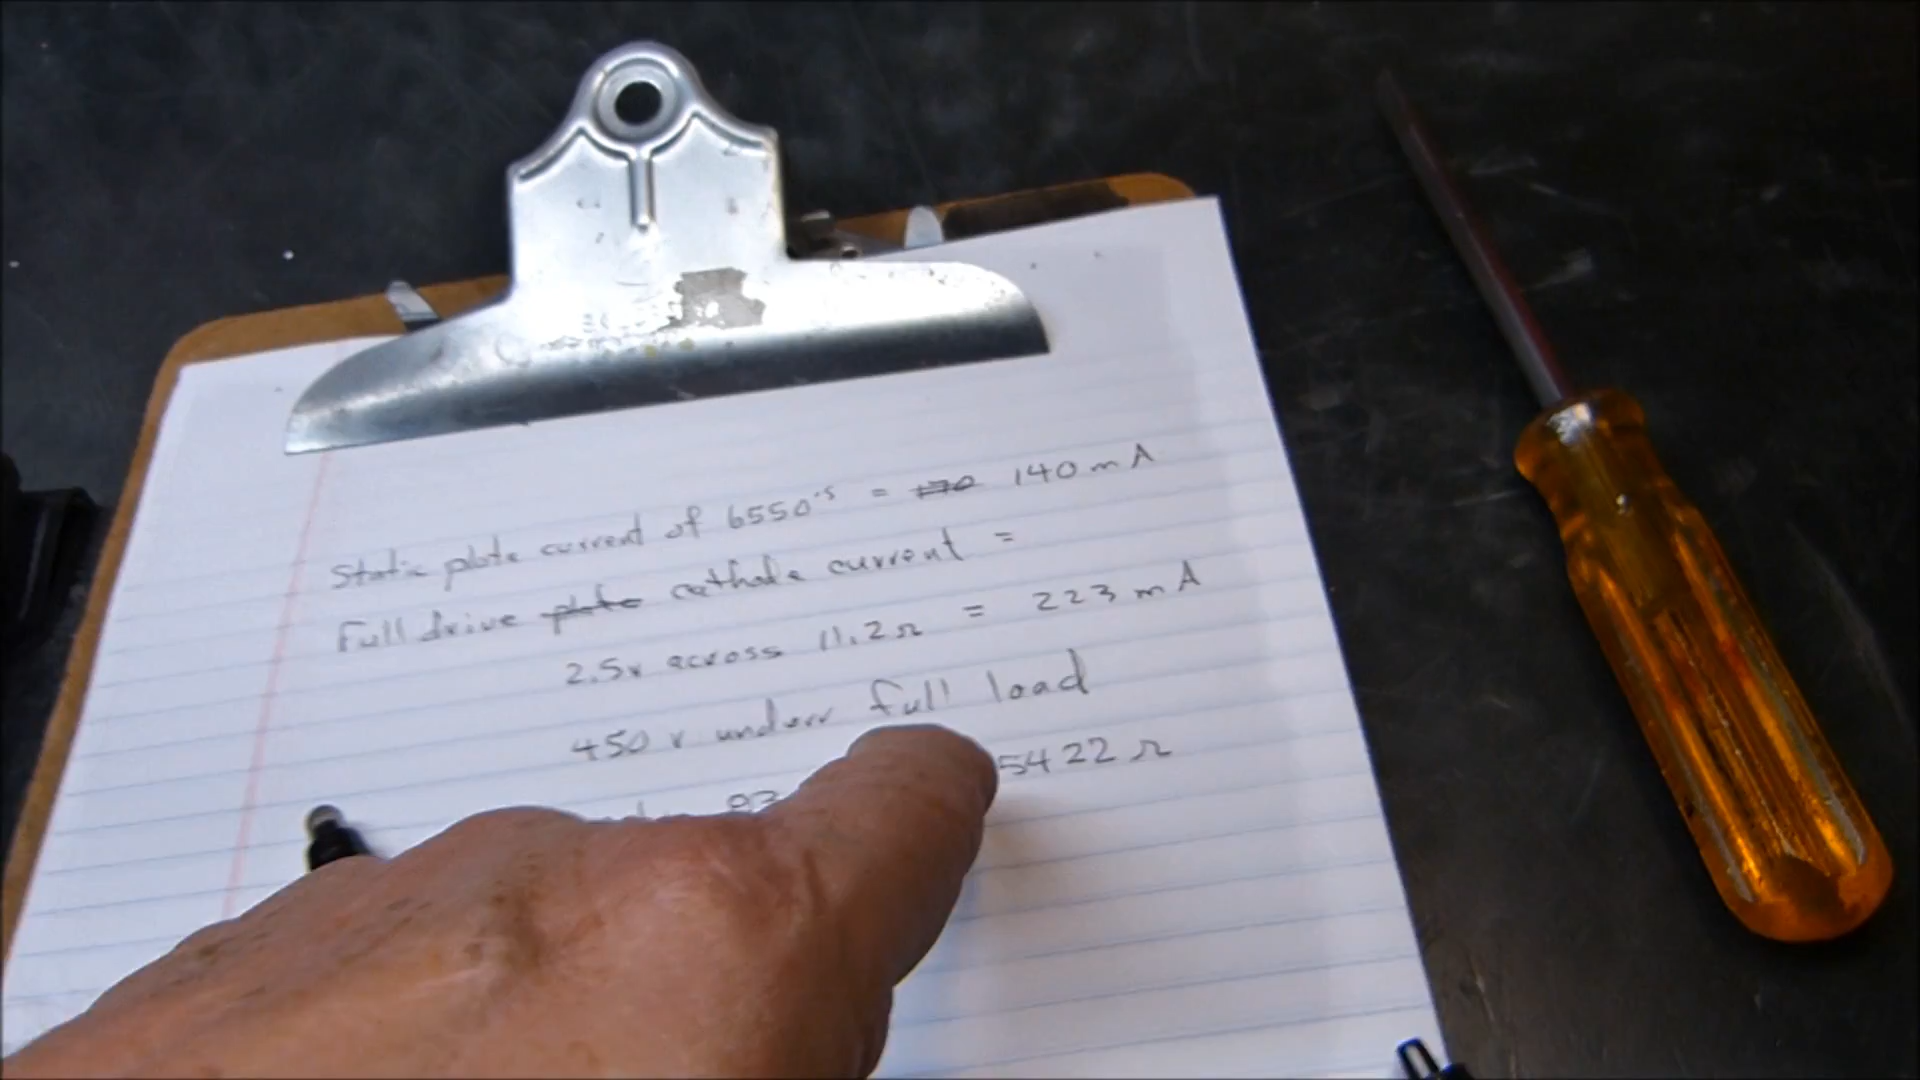 Static plate current of 6550's = 170 140 mA
Full drive plate cathode current =
2.5v across 11.2Ω = 223 mA
450 v under full load
5422 Ω